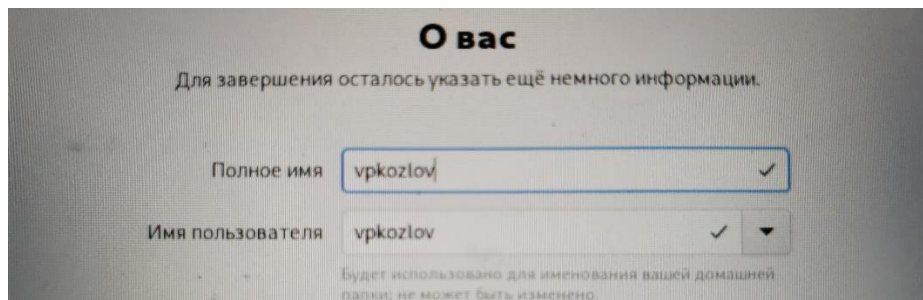 О вас
Для завершения осталось указать ещё немного информации.
Полное имя
vpkozlov
Имя пользователя
vpkozlov
Будет использовано для именования вашей домашней
папки; не может быть изменено.